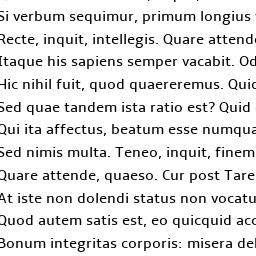 Si verbum sequimur, primum longius
Recte, inquit, intellegis. Quare attend
Itaque his sapiens semper vacabit. Od
Hic nihil fuit, quod quaereremus. Quid
Sed quae tandem ista ratio est? Quid
Qui ita affectus, beatum esse numqua
Sed nimis multa. Teneo, inquit, finem
Quare attende, quaeso. Cur post Tare
At iste non dolendi status non vocatu
Quod autem satis est, eo quicquid acc
Bonum integritas corporis: misera del